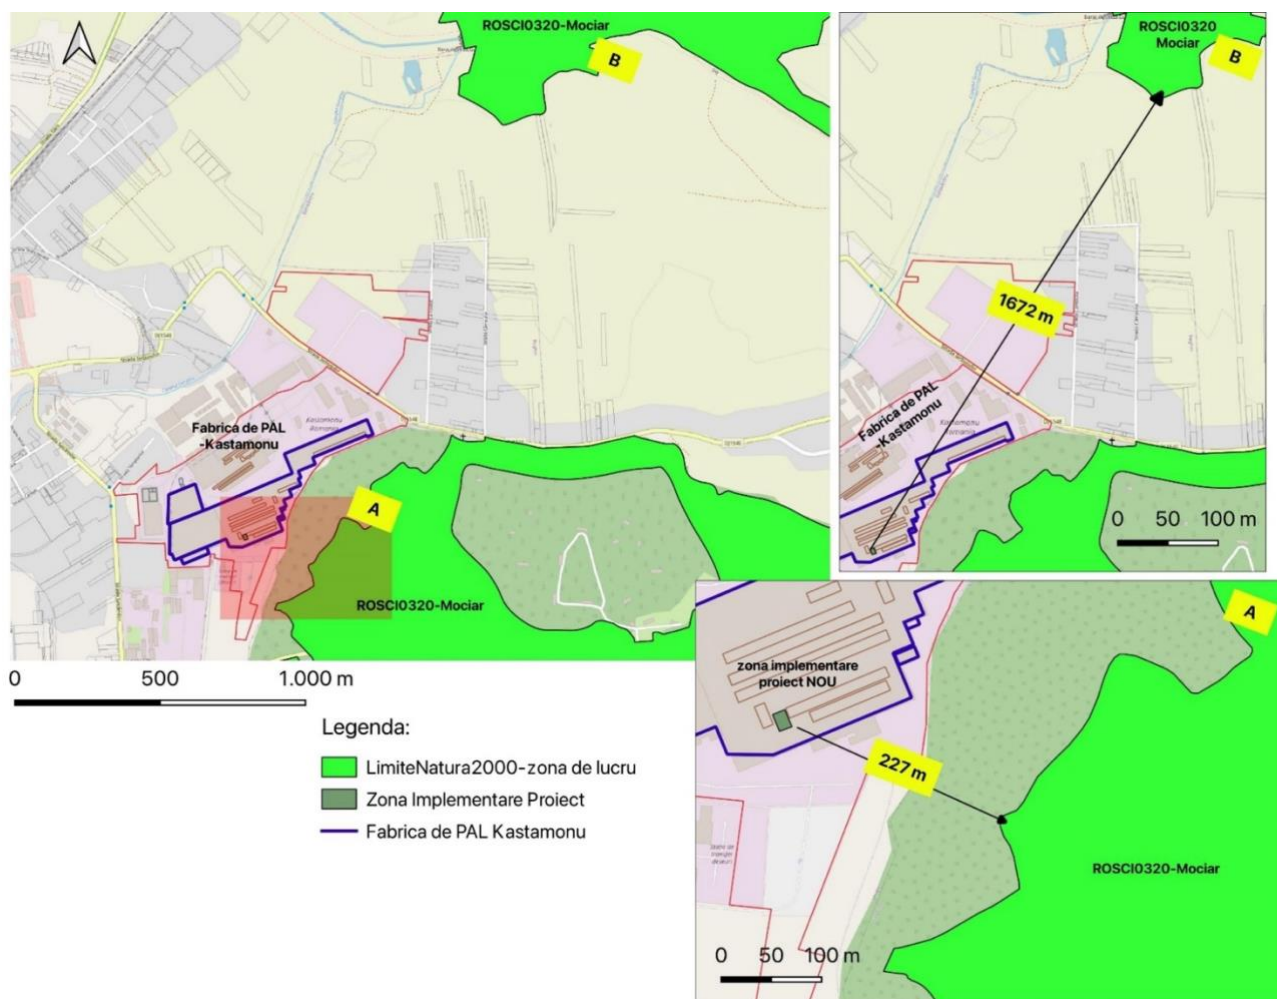 ROSCI0320-Mociar
B
Fabrica de PAL
-Kastamonu
Kastamonu
Romania
A
ROSCI0320-Mociar
0 500 1.000 m
Legenda:
LimiteNatura2000-zona de lucru
Zona Implementare Proiect
Fabrica de PAL Kastamonu
ROSCI0320
Mociar
B
1672 m
Fabrica de PAL
-Kastamonu
0 50 100 m
A
zona implementare
proiect NOU
227 m
ROSCI0320-Mociar
0 50 100 m